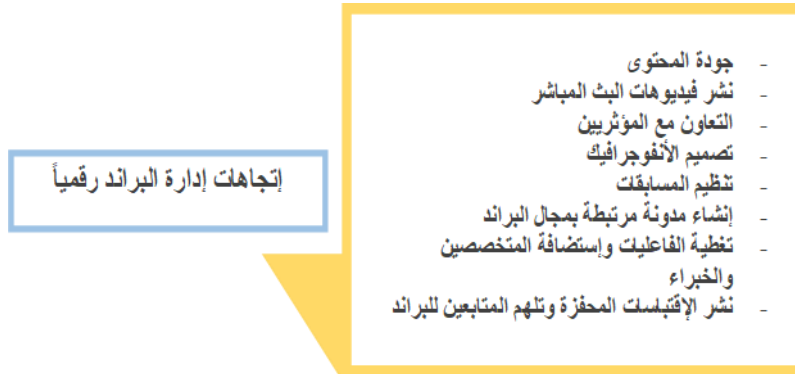 إتجاهات إدارة البراند رقمياً
- جودة المحتوى
- نشر فيديوهات البث المباشر
- التعاون مع المؤثريين
- تصميم الأنفوجرافيك
- تنظيم المسابقات
- إنشاء مدونة مرتبطة بمجال البراند
- تغطية الفاعليات وإستضافة المتخصصين
والخبراء
- نشر الإقتباسات المحفزة وتلهم المتابعين للبراند